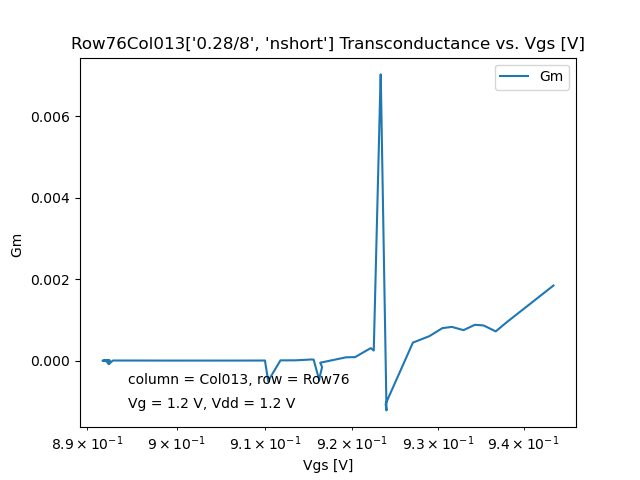 Row76Col013['0.28/8', 'nshort'] Transconductance vs. Vgs [V]
Gm
0.006
0.004
0.002
0.000
Gm
column = Col013, row = Row76
Vg = 1.2 V, Vdd = 1.2 V
8.9 × 10⁻¹ 9 × 10⁻¹ 9.1 × 10⁻¹ 9.2 × 10⁻¹ 9.3 × 10⁻¹ 9.4 × 10⁻¹
Vgs [V]